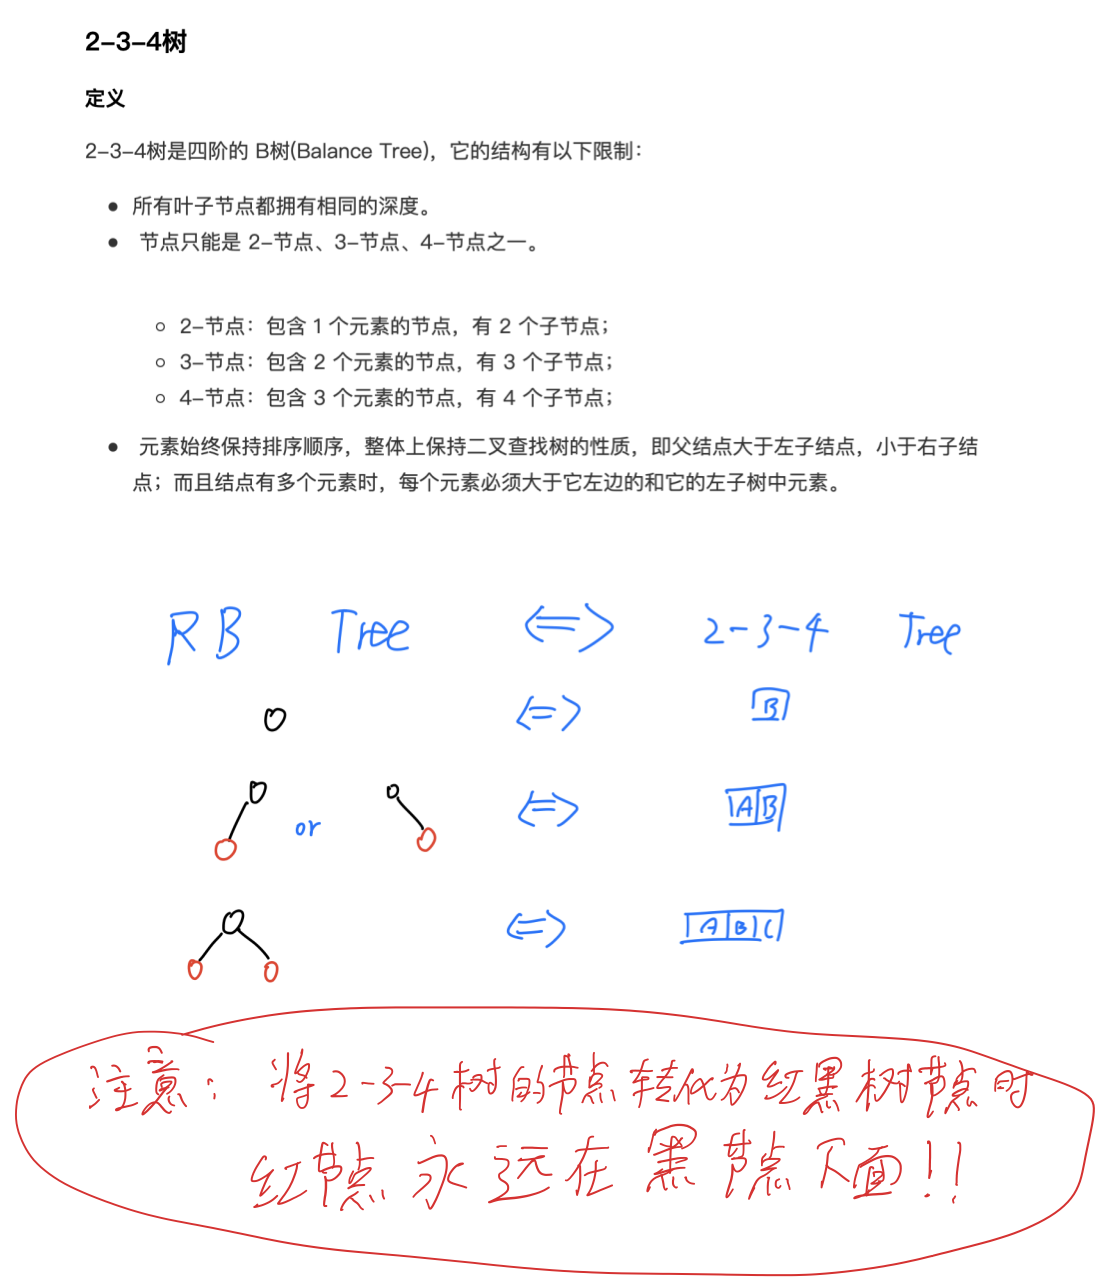 2-3-4树
定义
2-3-4树是四阶的 B树(Balance Tree)，它的结构有以下限制：
所有叶子节点都拥有相同的深度。
节点只能是 2-节点、3-节点、4-节点之一。
2-节点：包含 1 个元素的节点，有 2 个子节点；
3-节点：包含 2 个元素的节点，有 3 个子节点；
4-节点：包含 3 个元素的节点，有 4 个子节点；
元素始终保持排序顺序，整体上保持二叉查找树的性质，即父结点大于左子结点，小于右子结
点；而且结点有多个元素时，每个元素必须大于它左边的和它的左子树中元素。
RB Tree <=> 2-3-4 Tree
<=> B
or <=> A B
<=> A B C
注意：将2-3-4树的节点转化为红黑树节点时
红节点永远在黑节点下面!!